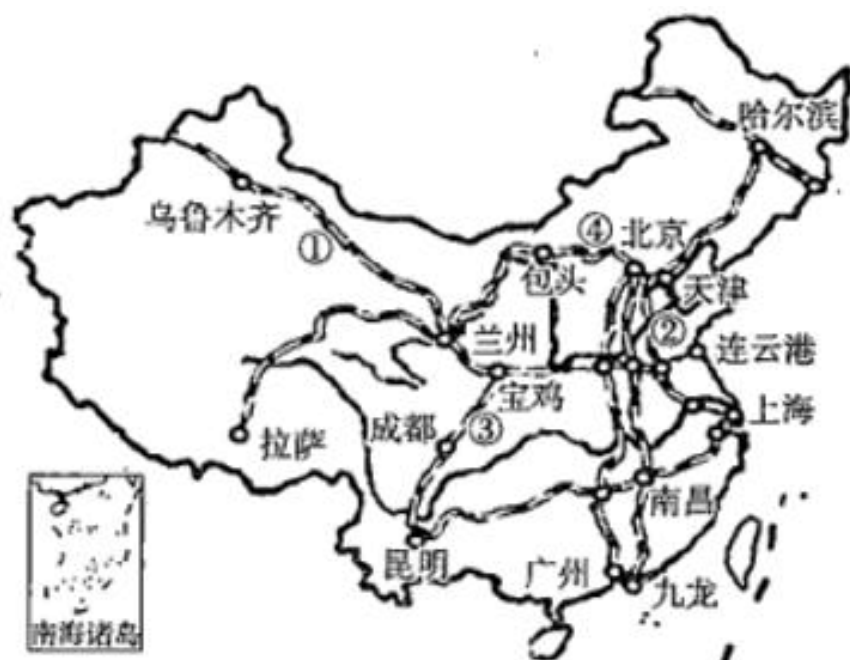 哈尔滨
乌鲁木齐
①
④
北京
包头
天津
②
兰州
连云港
宝鸡
拉萨
成都
③
上海
南昌
昆明
广州
九龙
南海诸岛